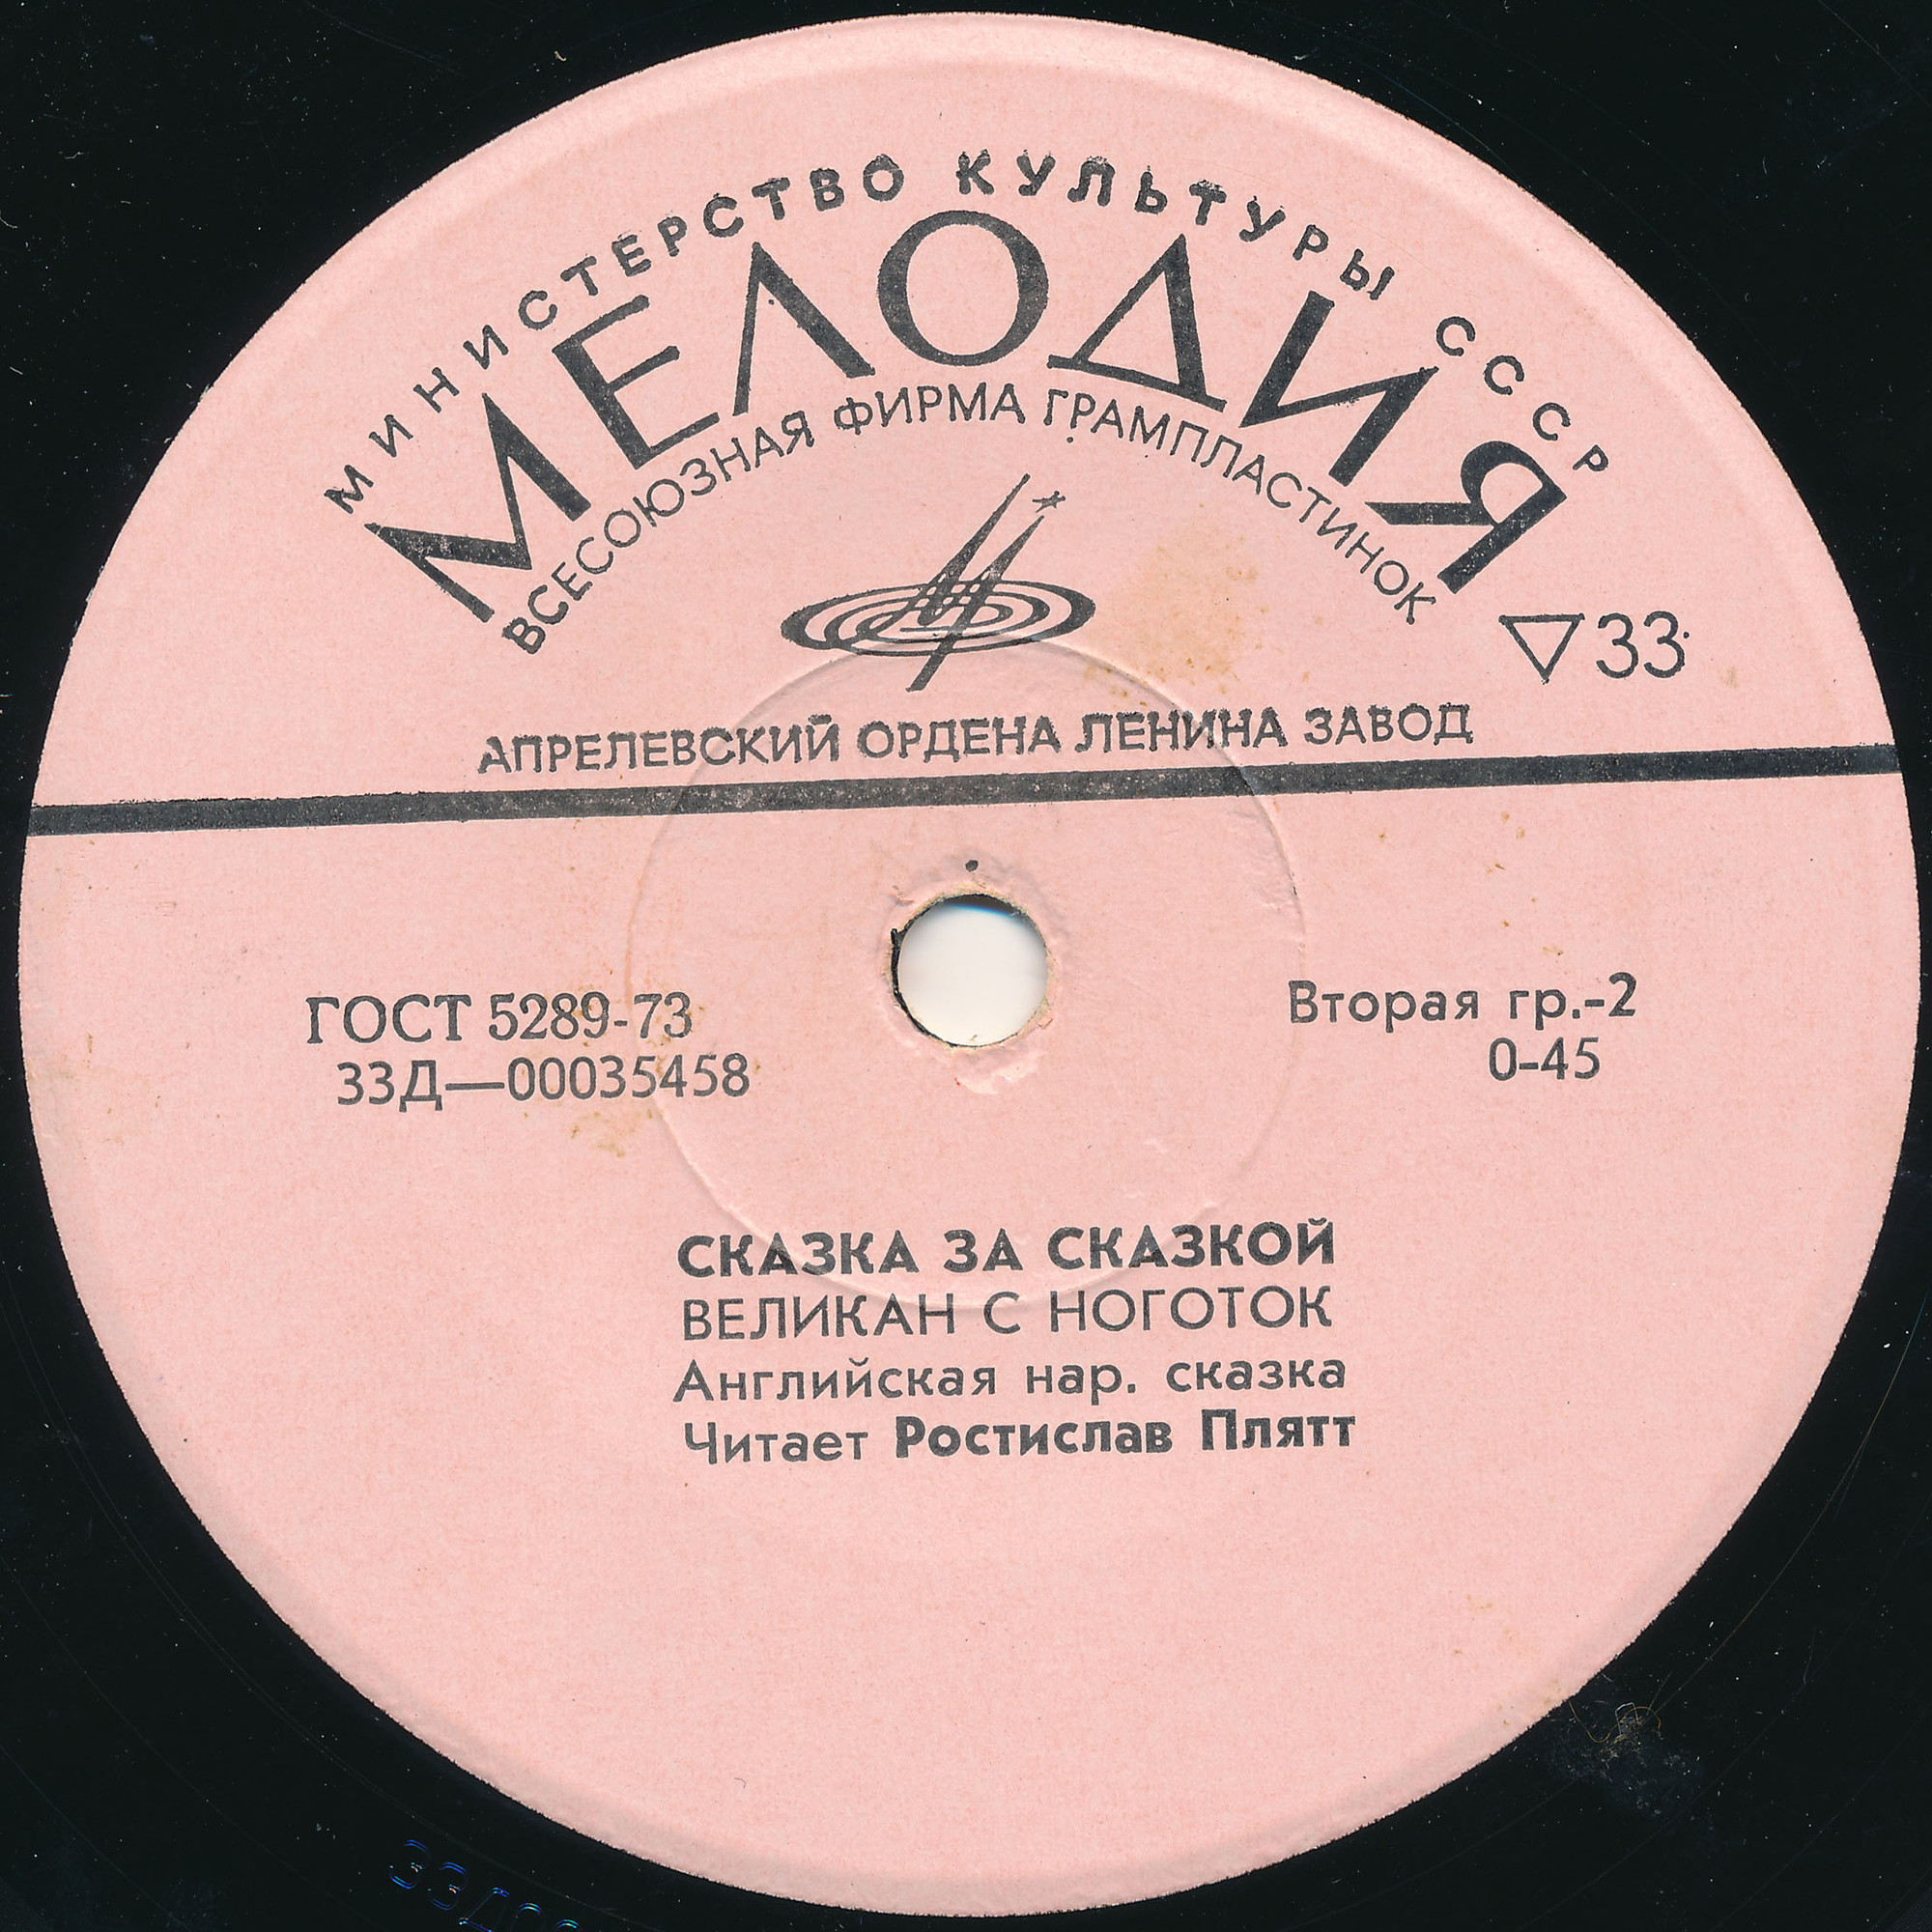 МИНИСТЕРСТВО КУЛЬТУРЫ СССР
МЕЛОДИЯ
ВСЕСОЮЗНАЯ ФИРМА ГРАМПЛАСТИНОК
▽33
АПРЕЛЕВСКИЙ ОРДЕНА ЛЕНИНА ЗАВОД
ГОСТ 5289-73
33Д—00035458
Вторая гр.-2
0-45
СКАЗКА ЗА СКАЗКОЙ
ВЕЛИКАН С НОГОТОК
Английская нар. сказка
Читает Ростислав Плятт